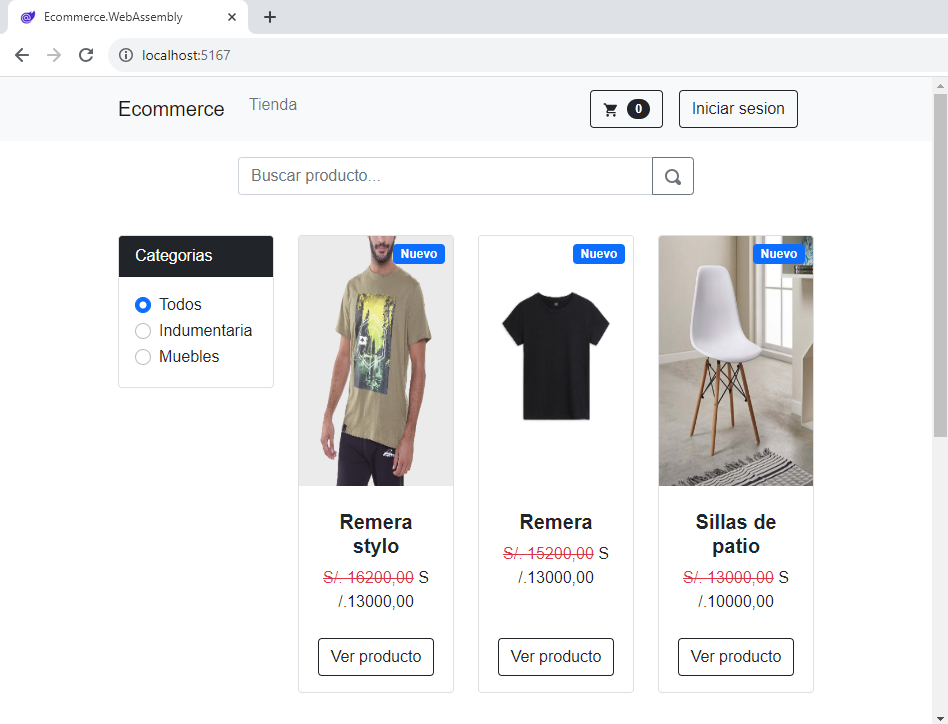 Ecommerce.WebAssembly
localhost:5167
Ecommerce
Tienda
0
Iniciar sesion
Buscar producto...
Categorias
Todos
Indumentaria
Muebles
Nuevo
Remera
stylo
S/. 16200,00 S
/.13000,00
Ver producto
Nuevo
Remera
S/. 15200,00 S
/.13000,00
Ver producto
Nuevo
Sillas de
patio
S/. 13000,00 S
/.10000,00
Ver producto